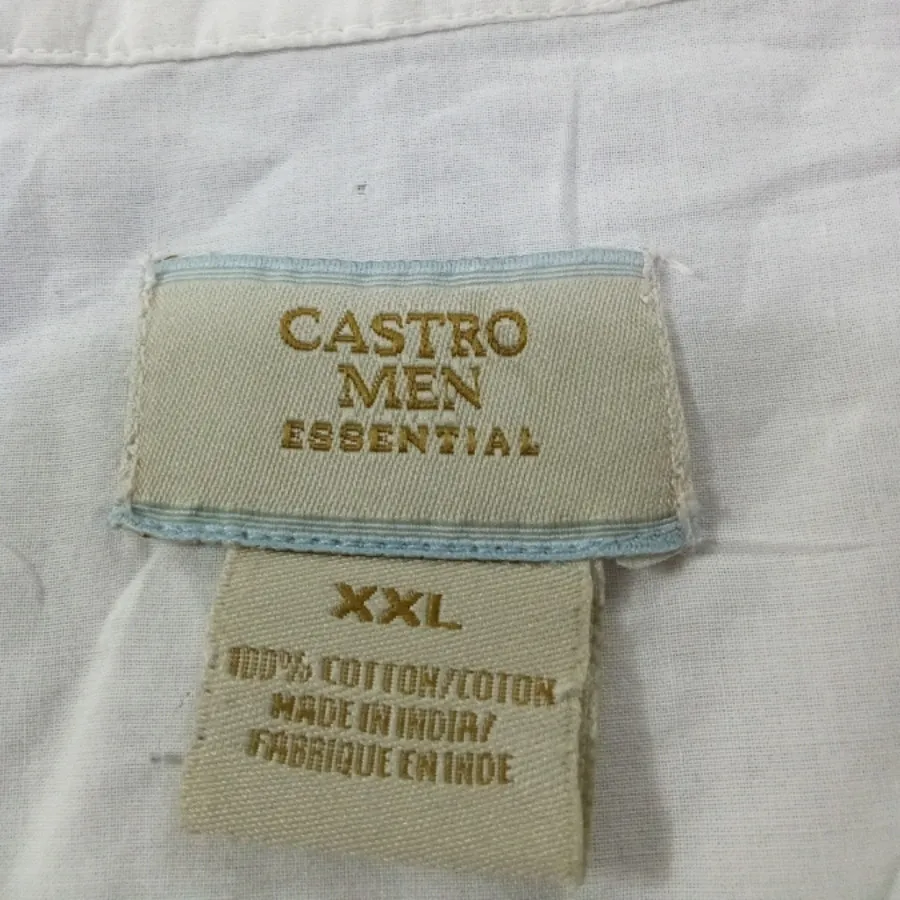 CASTRO
MEN
ESSENTIAL
XXL
100% COTTON/COTON
MADE IN INDIA/
FABRIQUE EN INDE